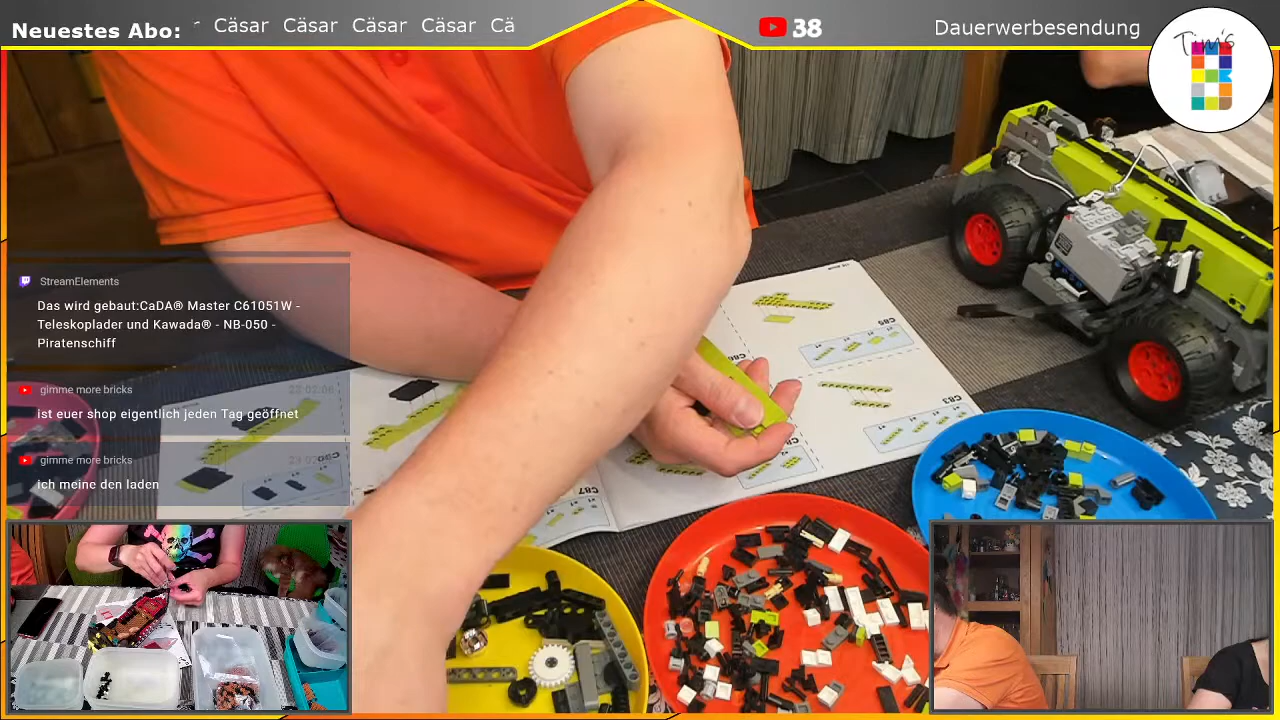 Neuestes Abo:
Cäsar Cäsar Cäsar Cäsar Cä
38
Dauerwerbesendung
Tim's
StreamElements
Das wird gebaut:CaDA® Master C61051W -
Teleskoplader und Kawada® - NB-050 -
Piratenschiff
gimme more bricks
ist euer shop eigentlich jeden Tag geöffnet
gimme more bricks
ich meine den laden
C85
C86
C83
C87